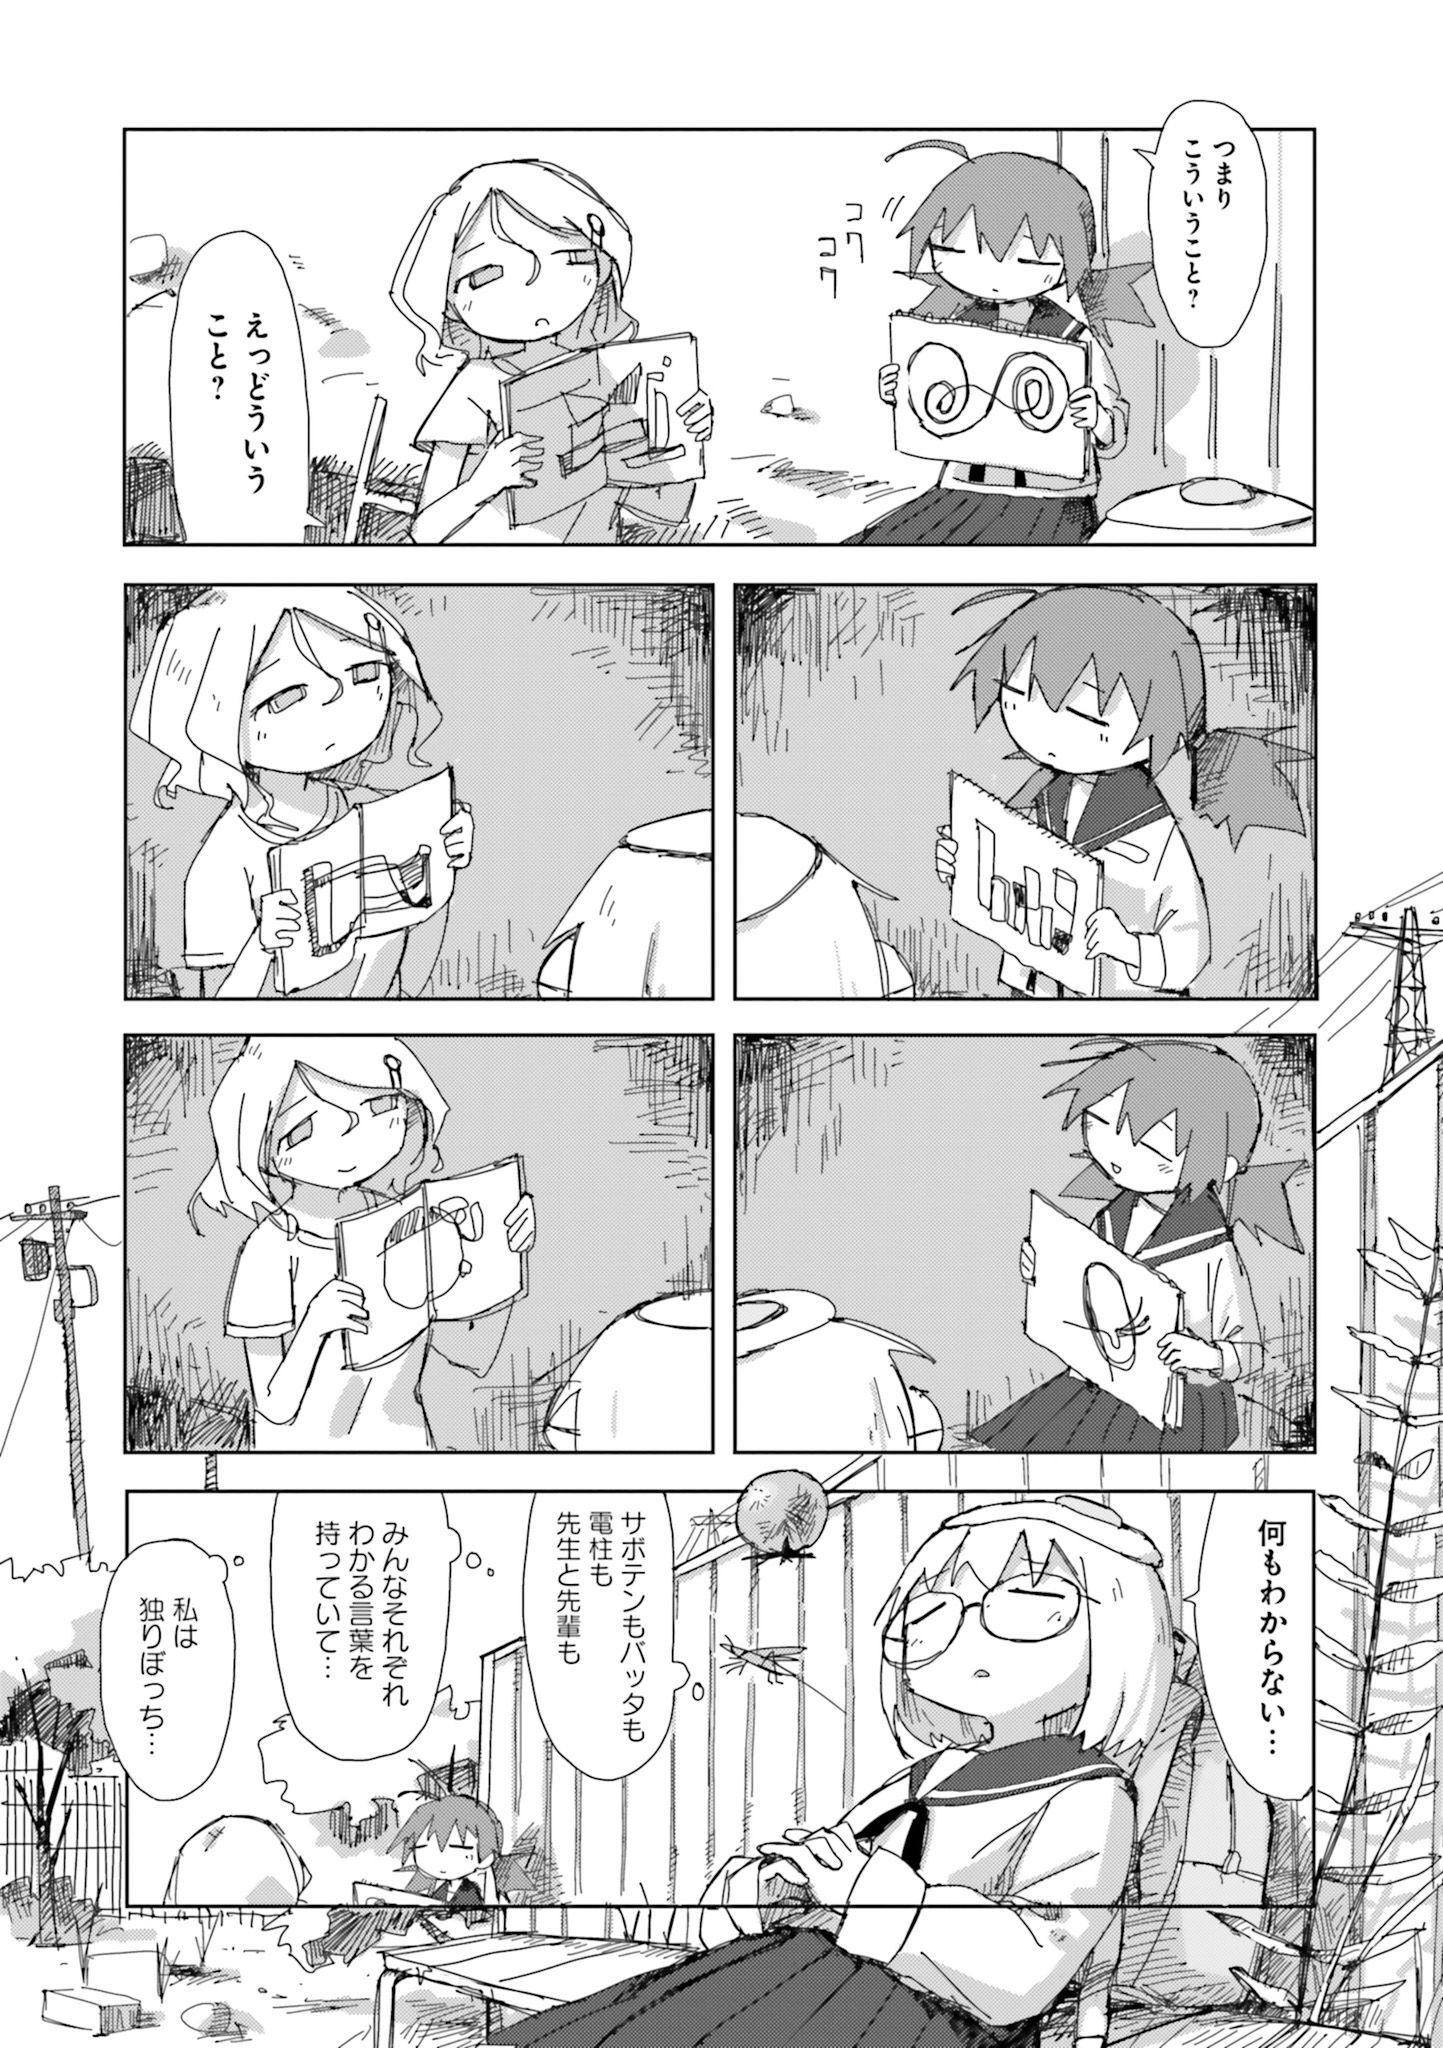 つまり
こういうこと?
コク
コク
えっどういう
こと?
何もわからない…
サボテンもバッタも
電柱も
先生と先輩も
みんなそれぞれ
わかる言葉を
持っていて…
私は
独りぼっち…